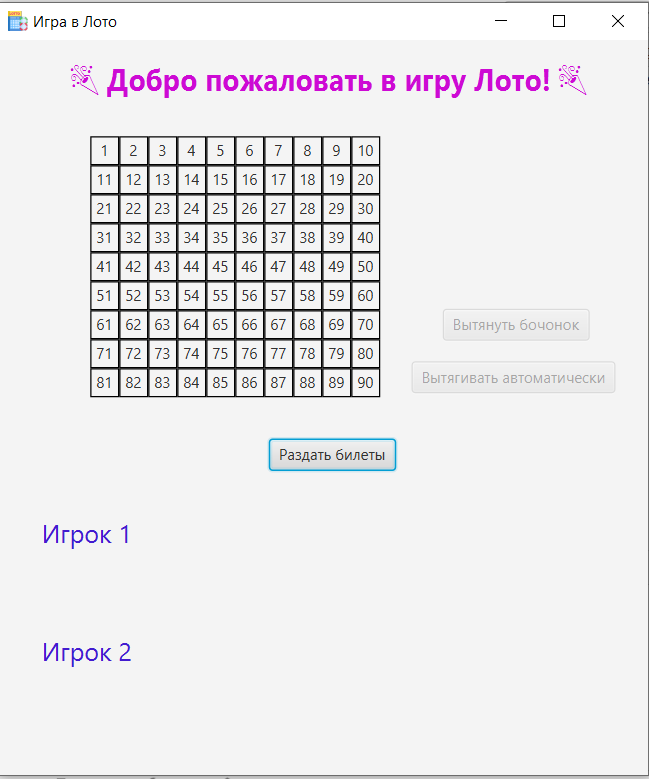 Игра в Лото
🎉 Добро пожаловать в игру Лото! 🎉
1 2 3 4 5 6 7 8 9 10
11 12 13 14 15 16 17 18 19 20
21 22 23 24 25 26 27 28 29 30
31 32 33 34 35 36 37 38 39 40
41 42 43 44 45 46 47 48 49 50
51 52 53 54 55 56 57 58 59 60
61 62 63 64 65 66 67 68 69 70
71 72 73 74 75 76 77 78 79 80
81 82 83 84 85 86 87 88 89 90
Вытянуть бочонок
Вытягивать автоматически
Раздать билеты
Игрок 1
Игрок 2